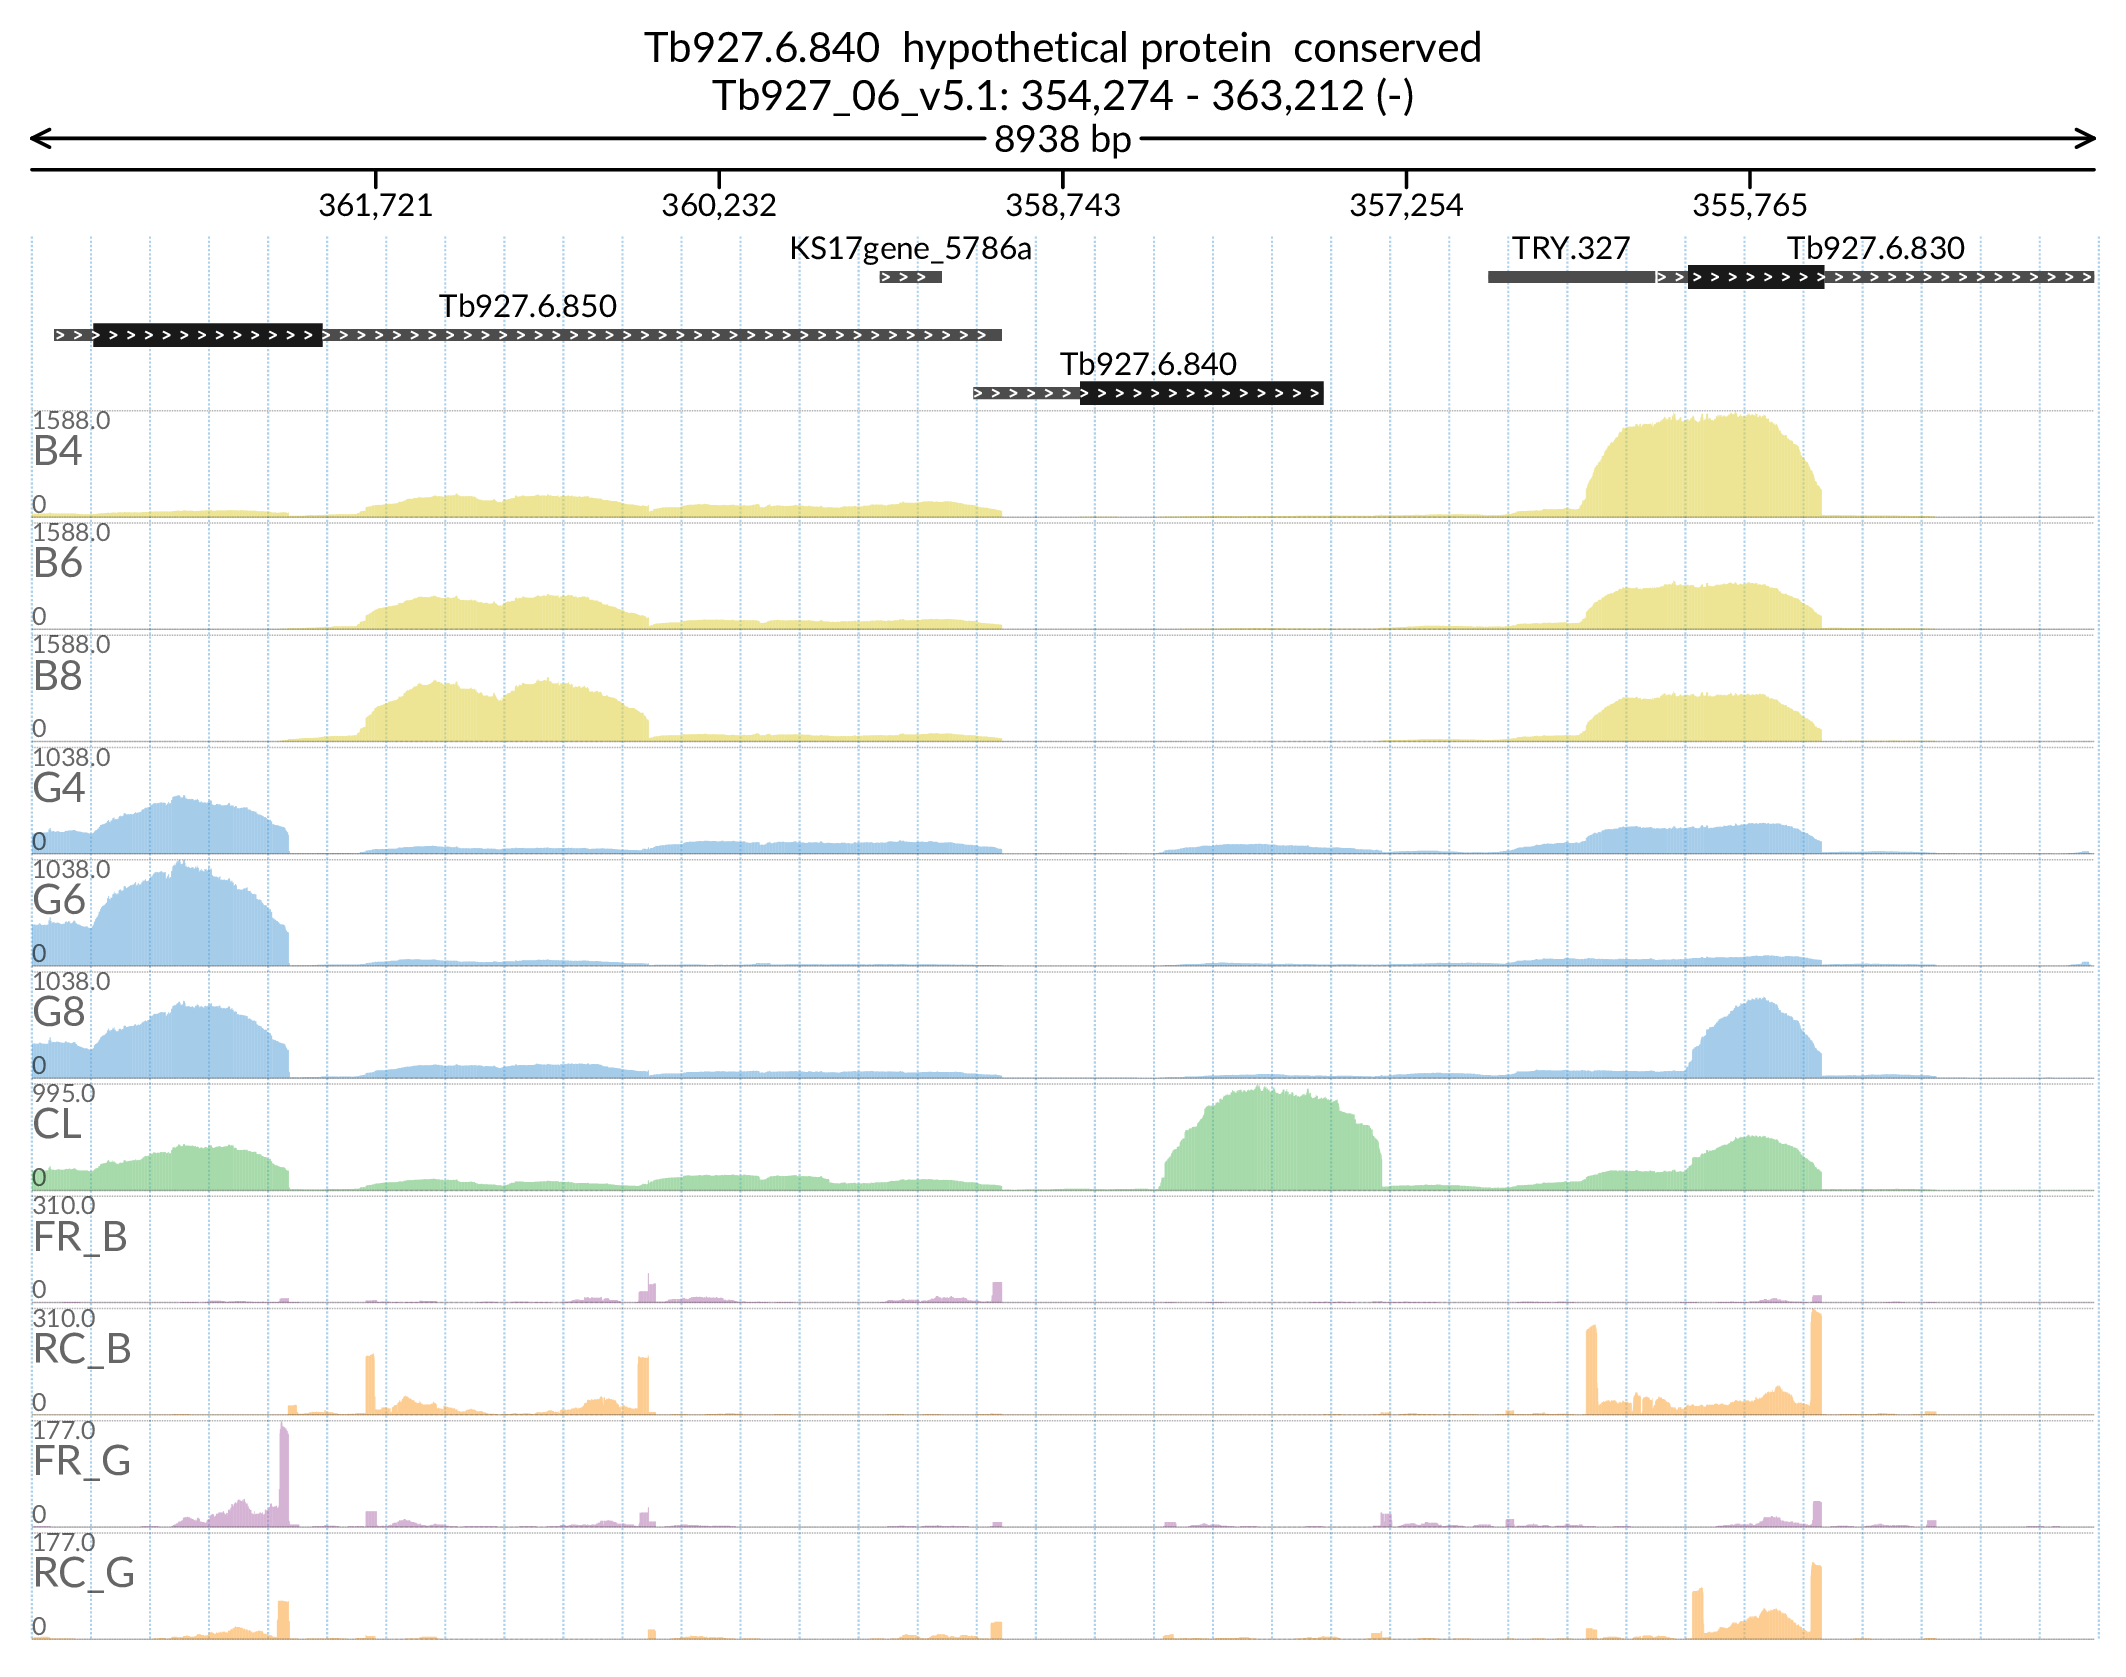 Tb927.6.840 hypothetical protein conserved
Tb927_06_v5.1: 354,274 - 363,212 (-)
8938 bp
361,721 360,232 358,743 357,254 355,765
KS17gene_5786a TRY.327 Tb927.6.830
Tb927.6.850
Tb927.6.840
1588.0
B4
0
1588.0
B6
0
1588.0
B8
0
1038.0
G4
0
1038.0
G6
0
1038.0
G8
0
995.0
CL
0
310.0
FR_B
0
310.0
RC_B
0
177.0
FR_G
0
177.0
RC_G
0